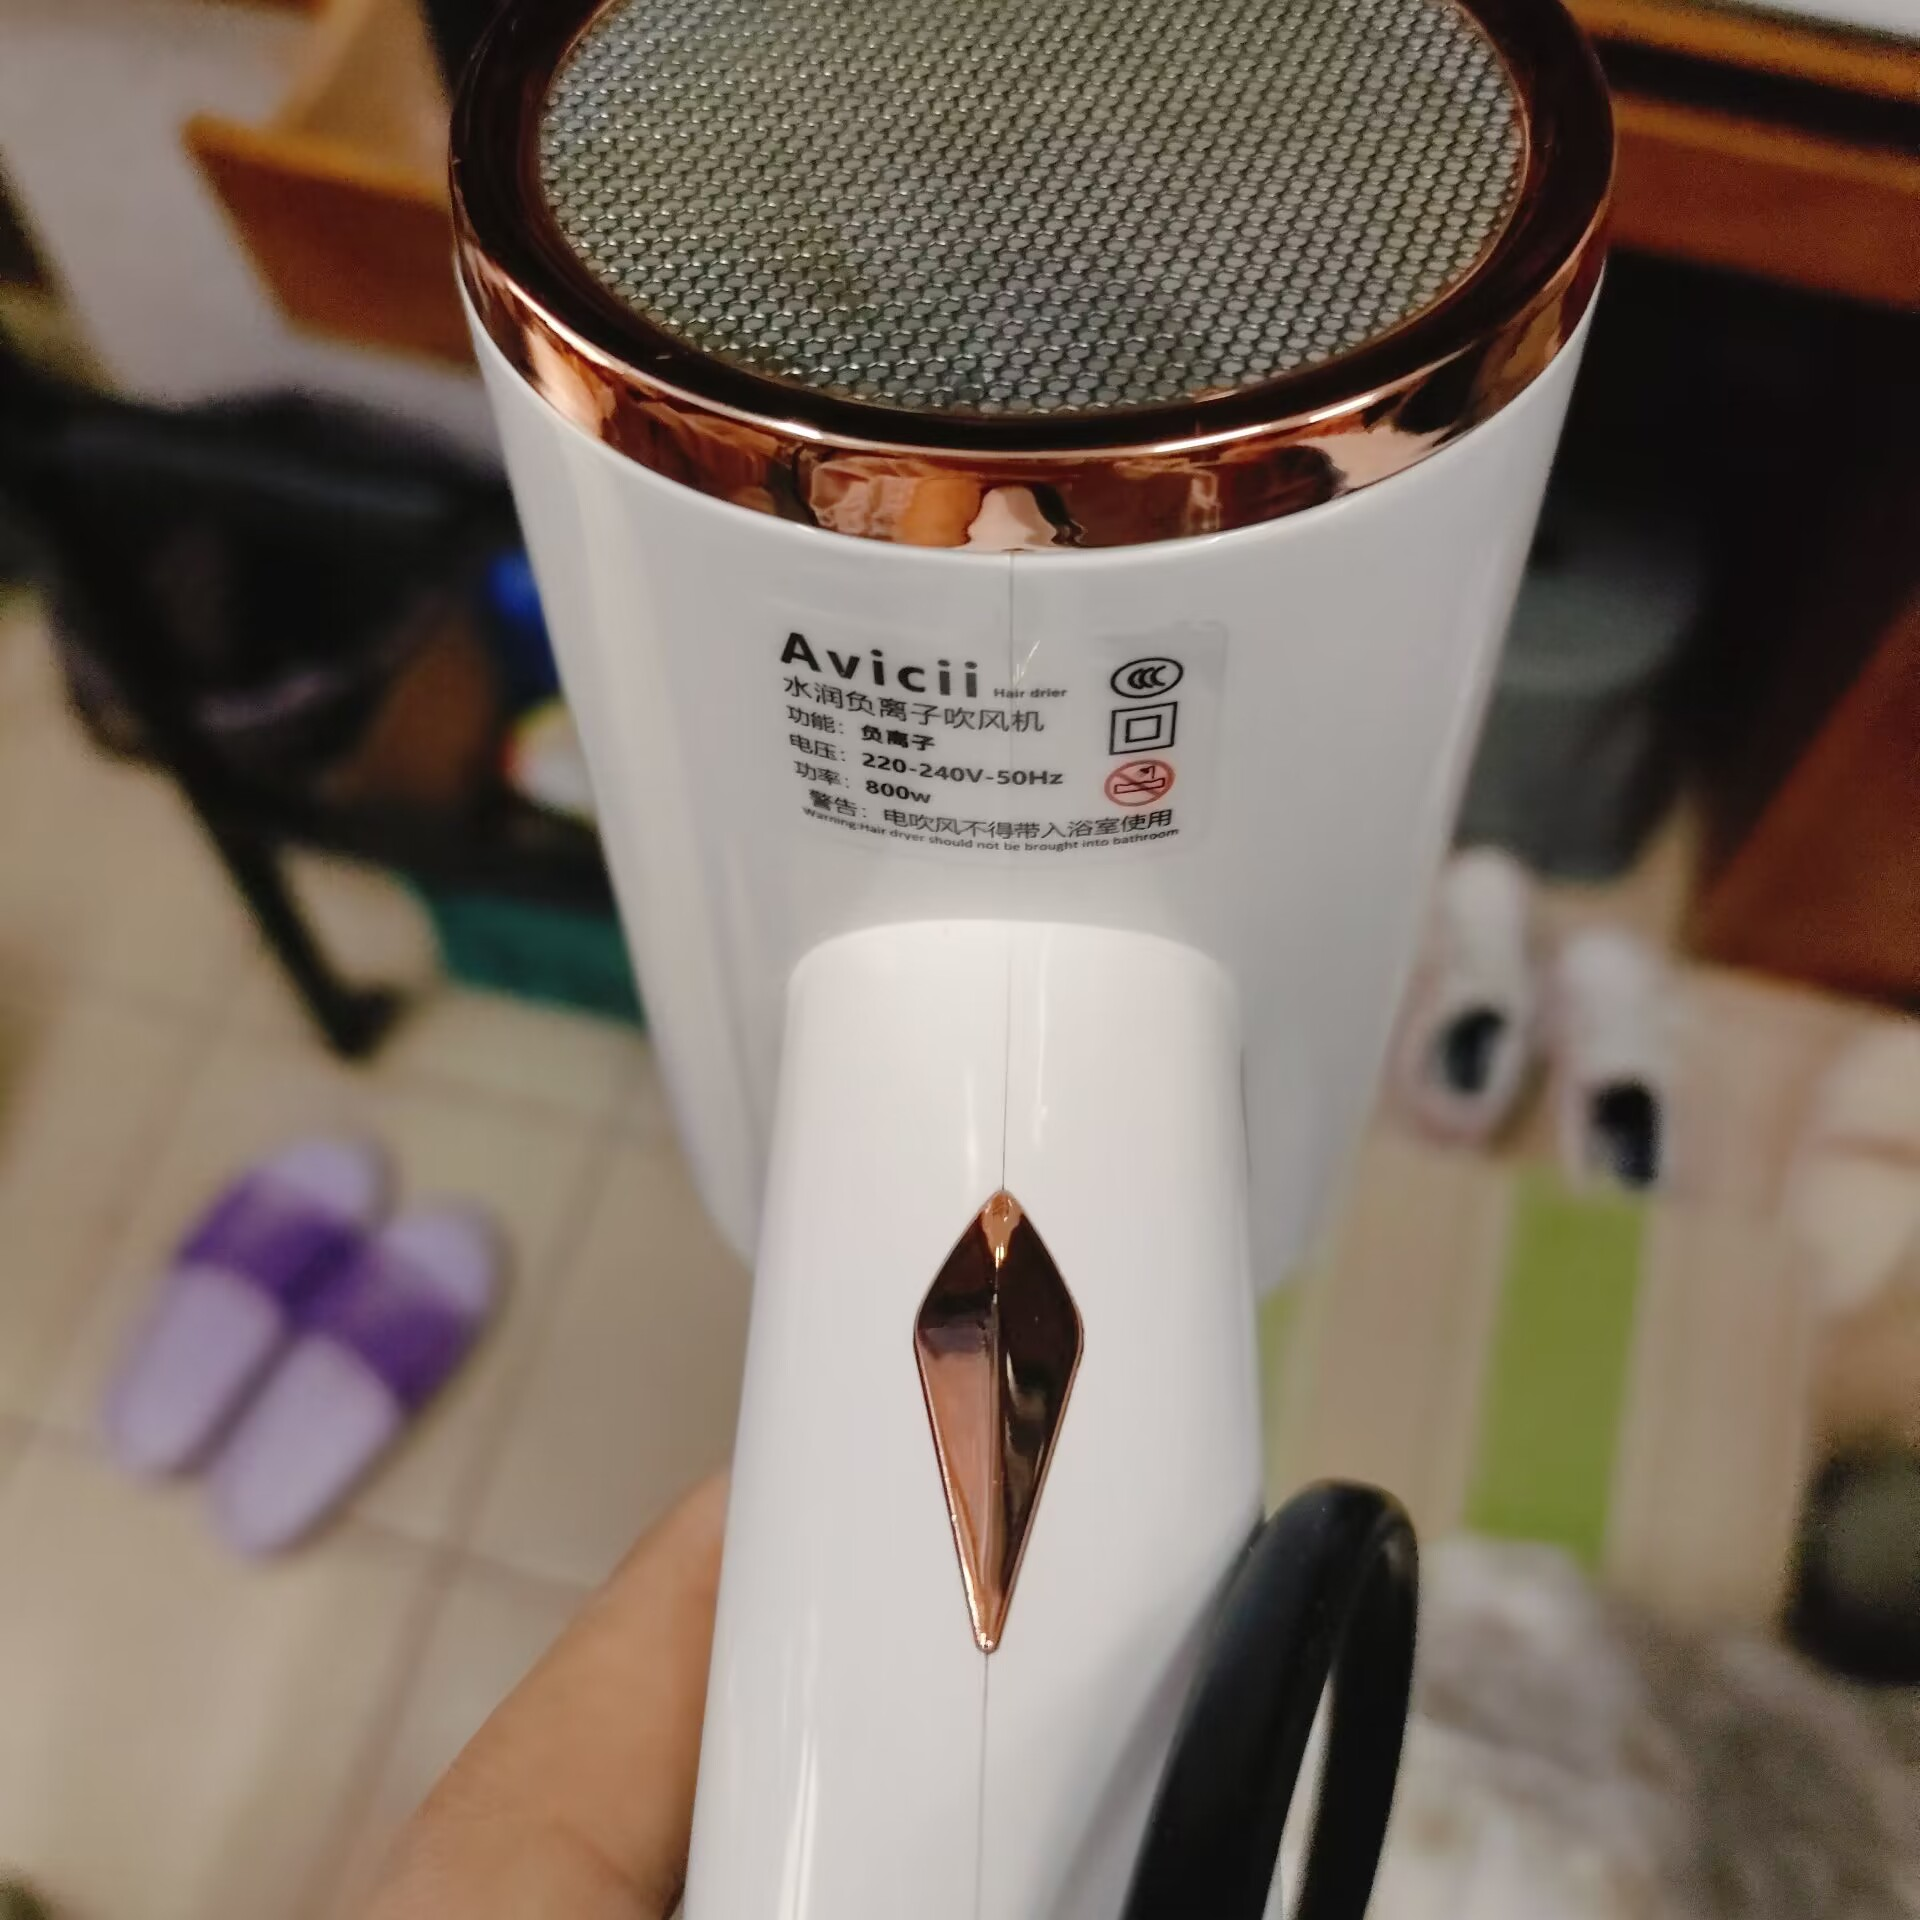 Avicii Hair drier
水润负离子吹风机
功能：负离子
电压：220-240V-50Hz
功率：800w
警告：电吹风不得带入浴室使用
Warning:Hair dryer should not be brought into bathroom
CCC